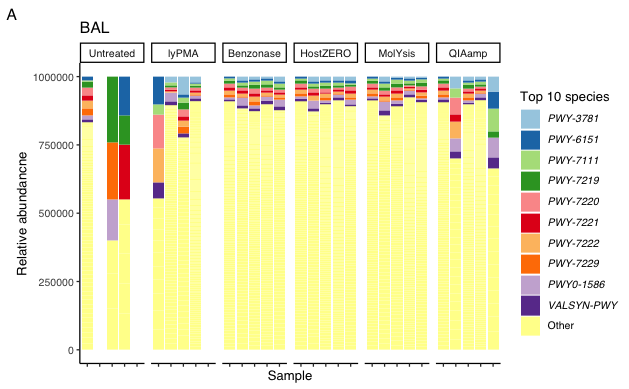 A
BAL
Untreated
lyPMA
Benzonase
HostZERO
MolYsis
QIAamp
Relative abundancne
1000000
750000
500000
250000
0
Sample
Top 10 species
PWY-3781
PWY-6151
PWY-7111
PWY-7219
PWY-7220
PWY-7221
PWY-7222
PWY-7229
PWY0-1586
VALSYN-PWY
Other